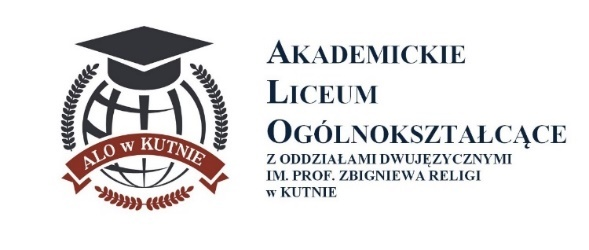 ALO w KUTNIE
AKADEMICKIE
LICEUM
OGÓLNOKSZTAŁCĄCE
Z ODDZIAŁAMI DWUJĘZYCZNYMI
IM. PROF. ZBIGNIEWA RELIGI
w KUTNIE